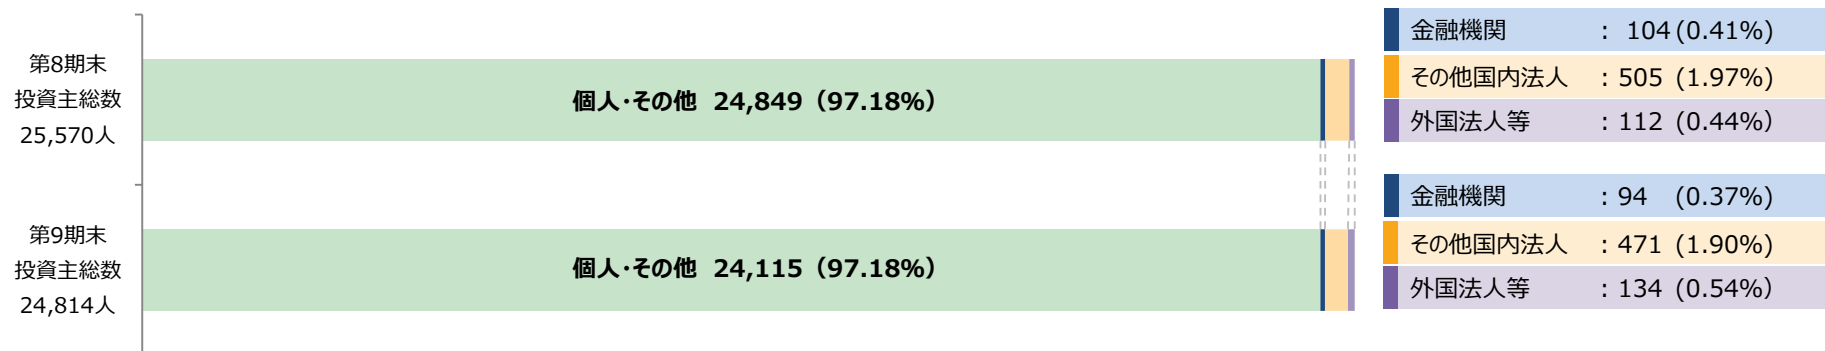 第8期末
投資主総数
25,570人
個人・その他 24,849（97.18%）
金融機関 : 104 (0.41%)
その他国内法人 : 505 (1.97%)
外国法人等 : 112 (0.44%）
第9期末
投資主総数
24,814人
個人・その他 24,115（97.18%）
金融機関 : 94 (0.37%)
その他国内法人 : 471 (1.90%)
外国法人等 : 134 (0.54%）